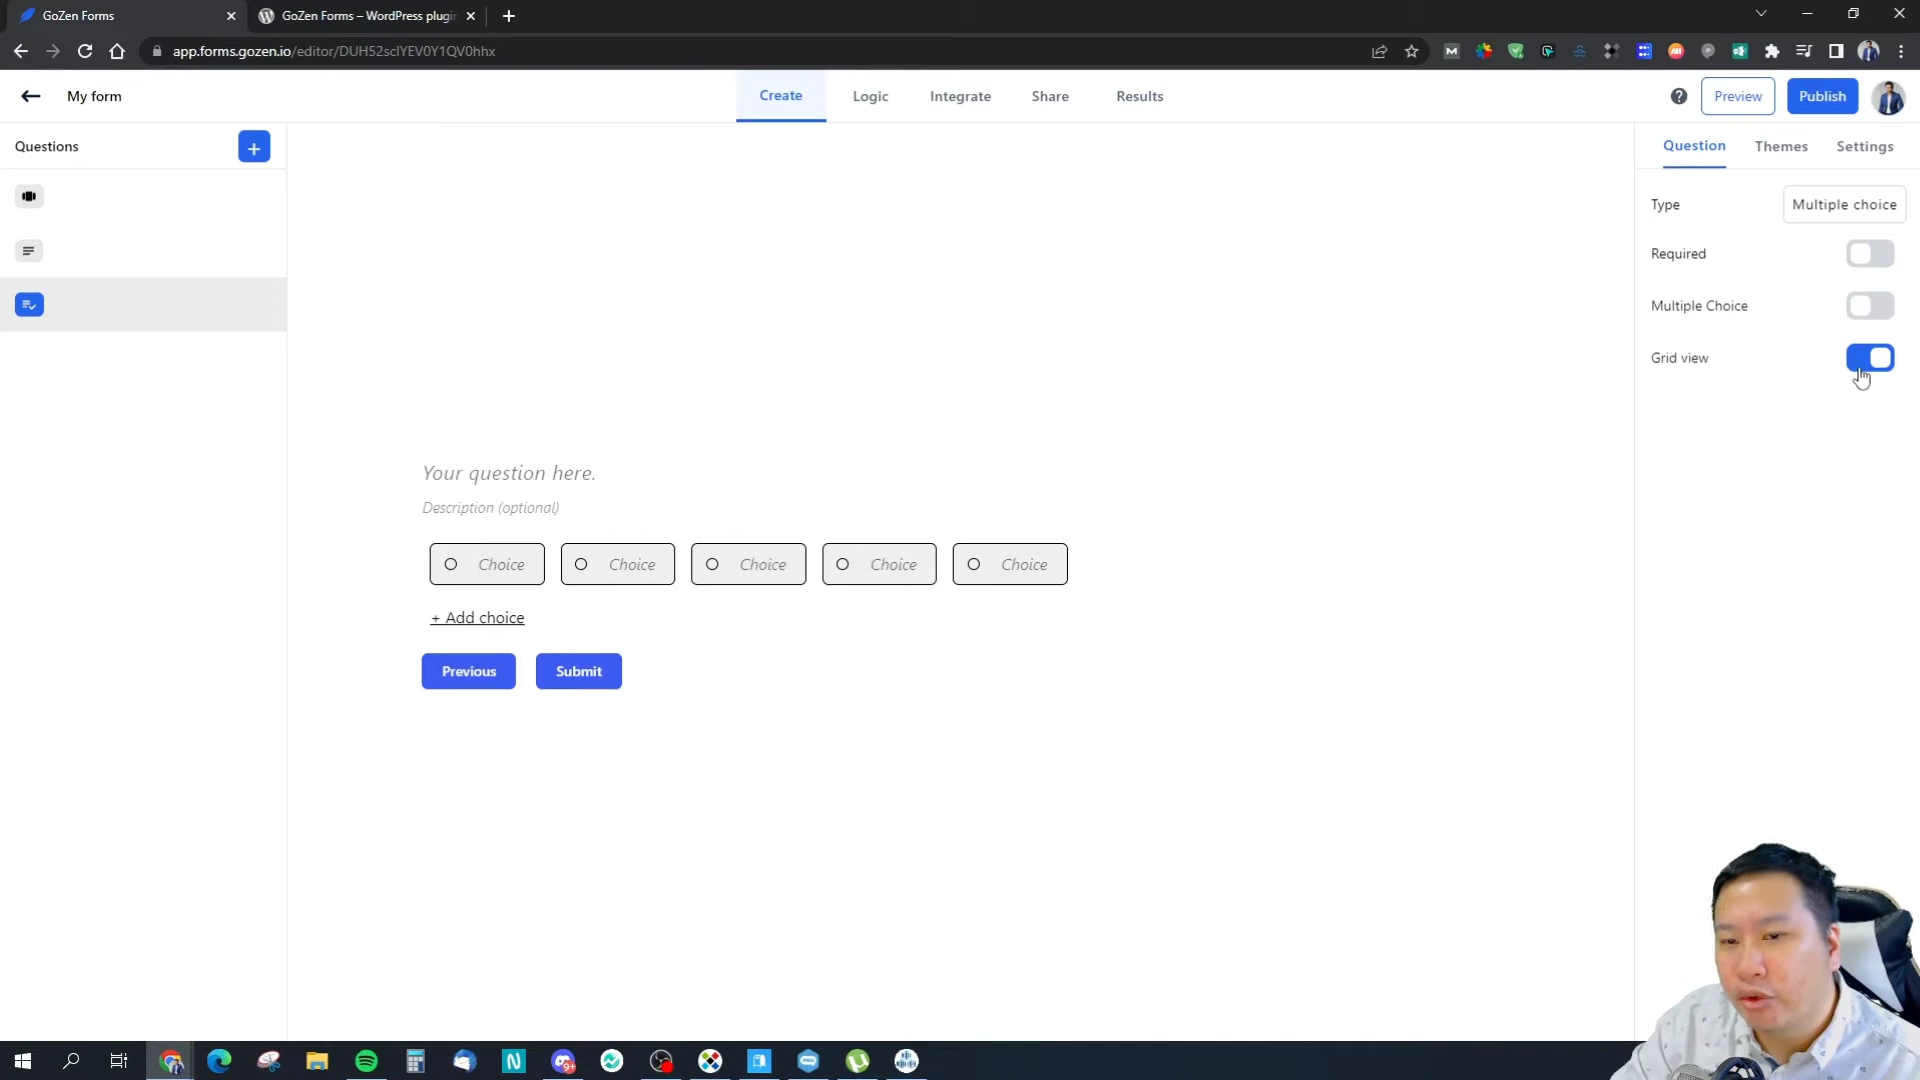 GoZen Forms
GoZen Forms – WordPress plugin
app.forms.gozen.io/editor/
My form
Create
Logic
Integrate
Share
Results
Preview
Publish
Questions
Question
Themes
Settings
Type
Multiple choice
Required
Multiple Choice
Grid view
Your question here.
Description (optional)
Choice
Choice
Choice
Choice
Choice
+ Add choice
Previous
Submit